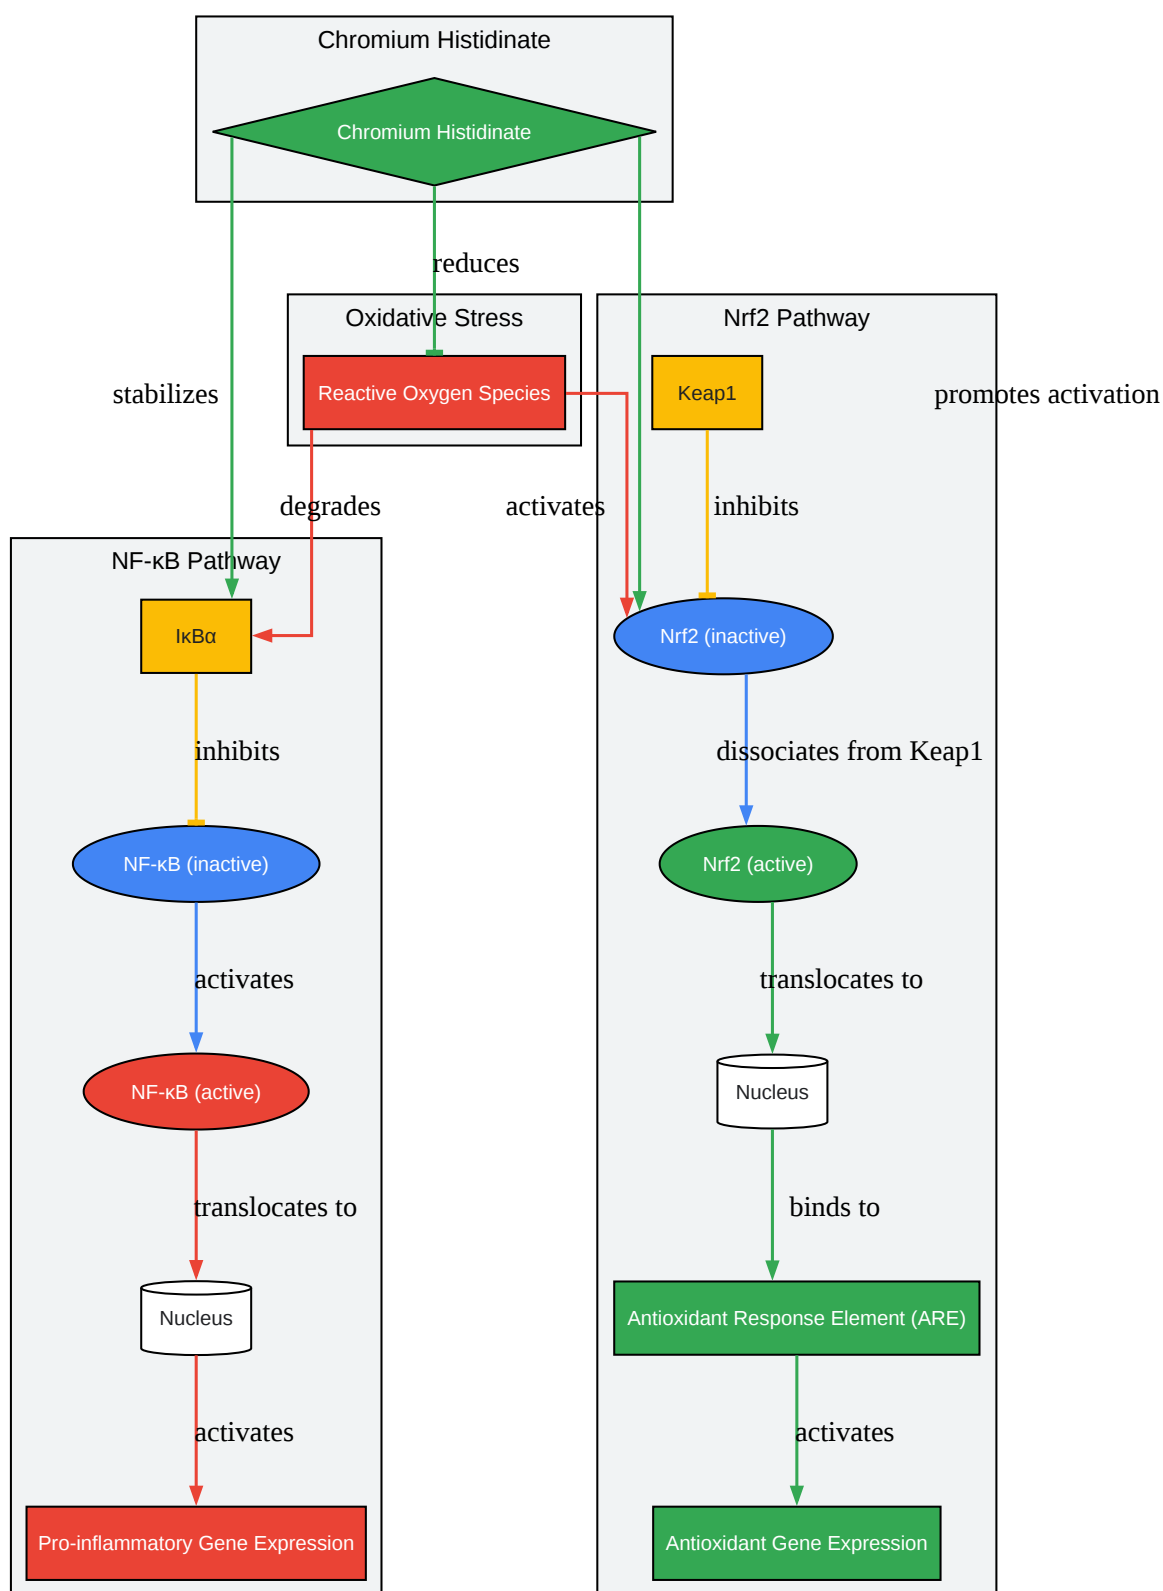 Chromium Histidinate
Chromium Histidinate
reduces
Oxidative Stress
Nrf2 Pathway
stabilizes
Reactive Oxygen Species
Keap1
promotes activation
degrades
activates
inhibits
NF-κB Pathway
IκBα
Nrf2 (inactive)
inhibits
dissociates from Keap1
NF-κB (inactive)
Nrf2 (active)
activates
translocates to
NF-κB (active)
Nucleus
translocates to
binds to
Nucleus
Antioxidant Response Element (ARE)
activates
activates
Pro-inflammatory Gene Expression
Antioxidant Gene Expression